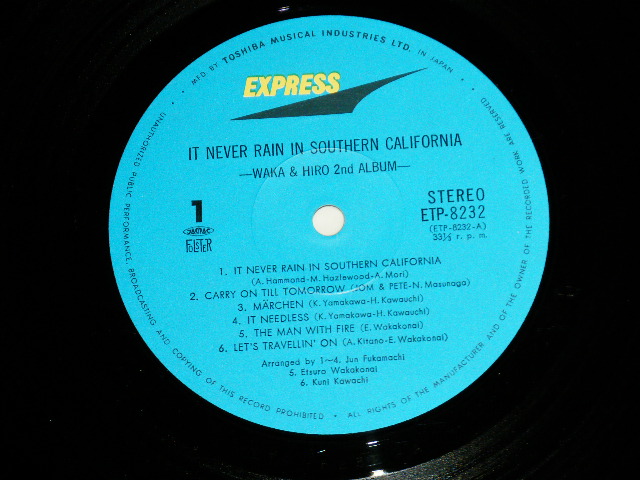 MFD. BY TOSHIBA MUSICAL INDUSTRIES LTD. IN JAPAN
EXPRESS
IT NEVER RAIN IN SOUTHERN CALIFORNIA
—WAKA & HIRO 2nd ALBUM—
1
STEREO
ETP-8232
(ETP-8232-A)
33⅓ r. p. m.
POLSTER
1. IT NEVER RAIN IN SOUTHERN CALIFORNIA
(A. Hammond-M. Hazlewood-A. Mori)
2. CARRY ON TILL TOMORROW (TOM & PETE-N. Masunaga)
3. MÄRCHEN (K. Yamakawa-H. Kawauchi)
4. IT NEEDLESS (K. Yamakawa-H. Kawauchi)
5. THE MAN WITH FIRE (E. Wakakonai)
6. LET'S TRAVELLIN' ON (A. Kitano-E. Wakakonai)
Arranged by 1~4, Jun Fukamachi
5, Etsuro Wakakonai
6, Kuni Kawachi
UNAUTHORIZED PUBLIC PERFORMANCE, BROADCASTING AND COPYING OF THIS RECORD PROHIBITED • ALL RIGHTS OF THE MANUFACTURER AND OF THE OWNER OF THE RECORDED WORK ARE RESERVED